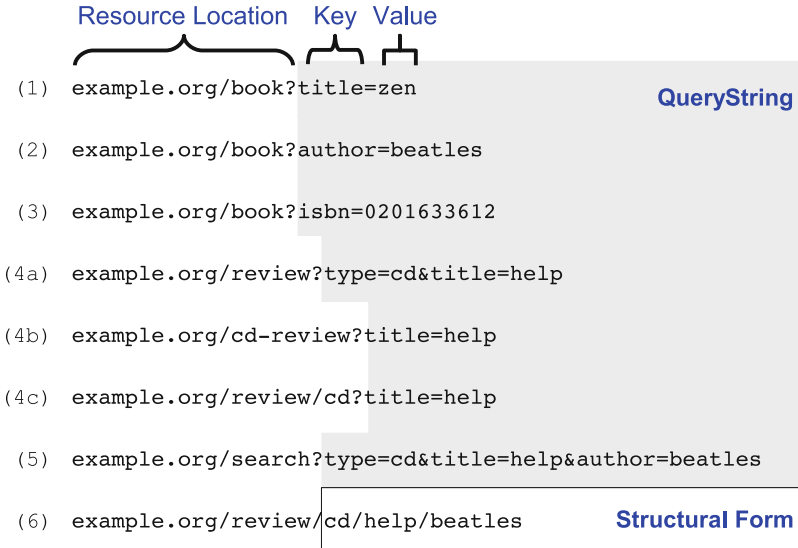 Resource Location Key Value
(1) example.org/book?title=zen QueryString
(2) example.org/book?author=beatles
(3) example.org/book?isbn=0201633612
(4a) example.org/review?type=cd&title=help
(4b) example.org/cd-review?title=help
(4c) example.org/review/cd?title=help
(5) example.org/search?type=cd&title=help&author=beatles
(6) example.org/review/cd/help/beatles Structural Form